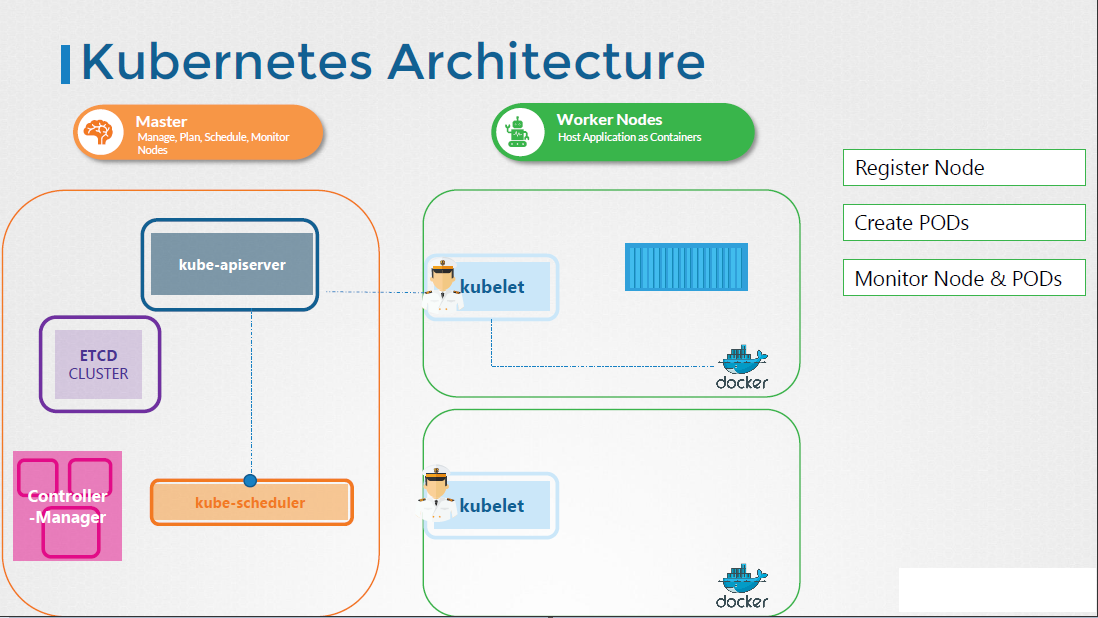 Kubernetes Architecture
Master
Manage, Plan, Schedule, Monitor
Nodes
Worker Nodes
Host Application as Containers
Register Node
Create PODs
Monitor Node & PODs
kube-apiserver
kubelet
ETCD
CLUSTER
docker
Controller
-Manager
kube-scheduler
kubelet
docker